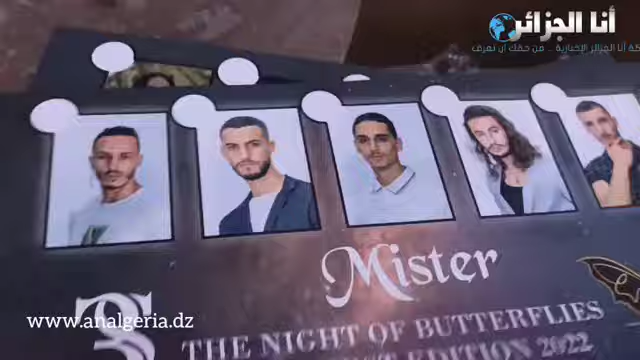 أنا الجزائر
أنا الجزائر الإخبارية .. من حقك أن تعرف
Mister
www.analgeria.dz
THE NIGHT OF BUTTERFLIES
EDITION 2022